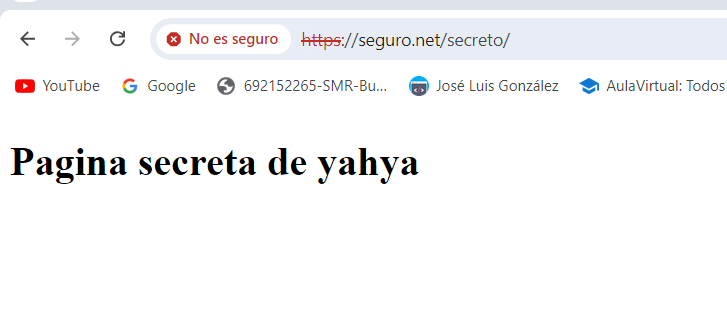 No es seguro https://seguro.net/secreto/
YouTube Google 692152265-SMR-Bu... José Luis González AulaVirtual: Todos
Pagina secreta de yahya